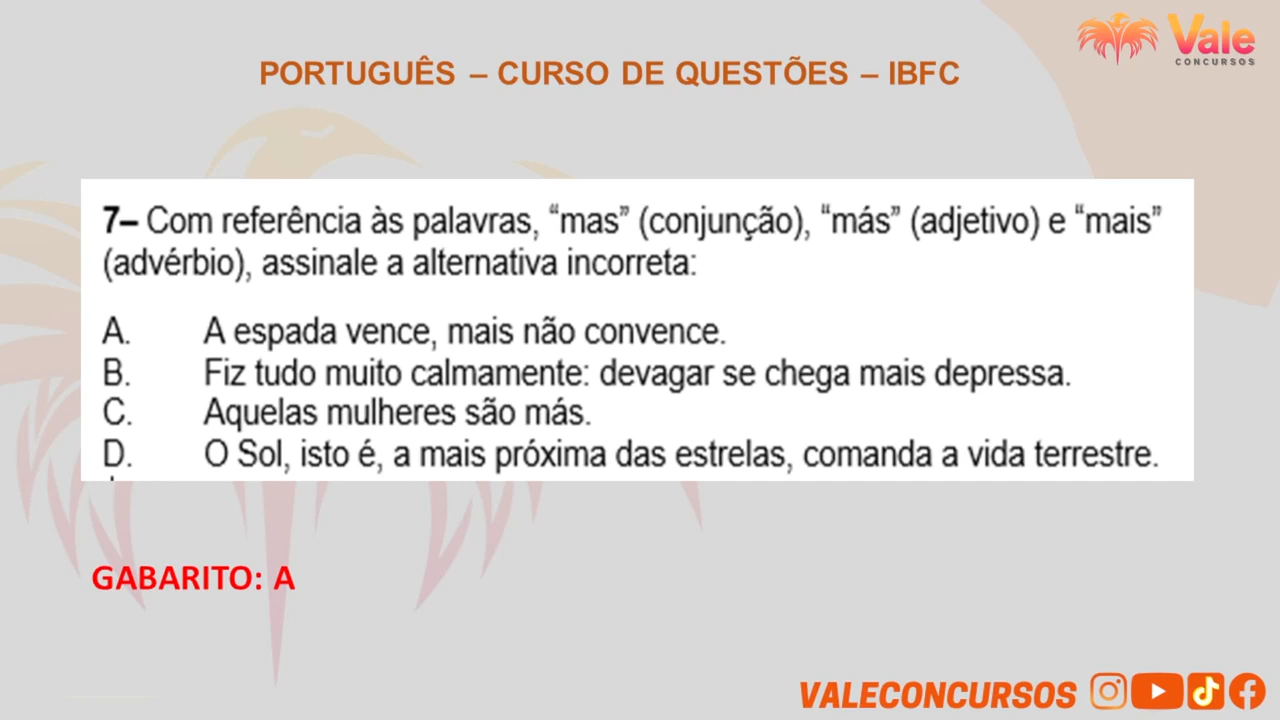 Vale
CONCURSOS
PORTUGUÊS – CURSO DE QUESTÕES – IBFC
7– Com referência às palavras, “mas” (conjunção), “más” (adjetivo) e “mais”
(advérbio), assinale a alternativa incorreta:
A. A espada vence, mais não convence.
B. Fiz tudo muito calmamente: devagar se chega mais depressa.
C. Aquelas mulheres são más.
D. O Sol, isto é, a mais próxima das estrelas, comanda a vida terrestre.
GABARITO: A
VALECONCURSOS